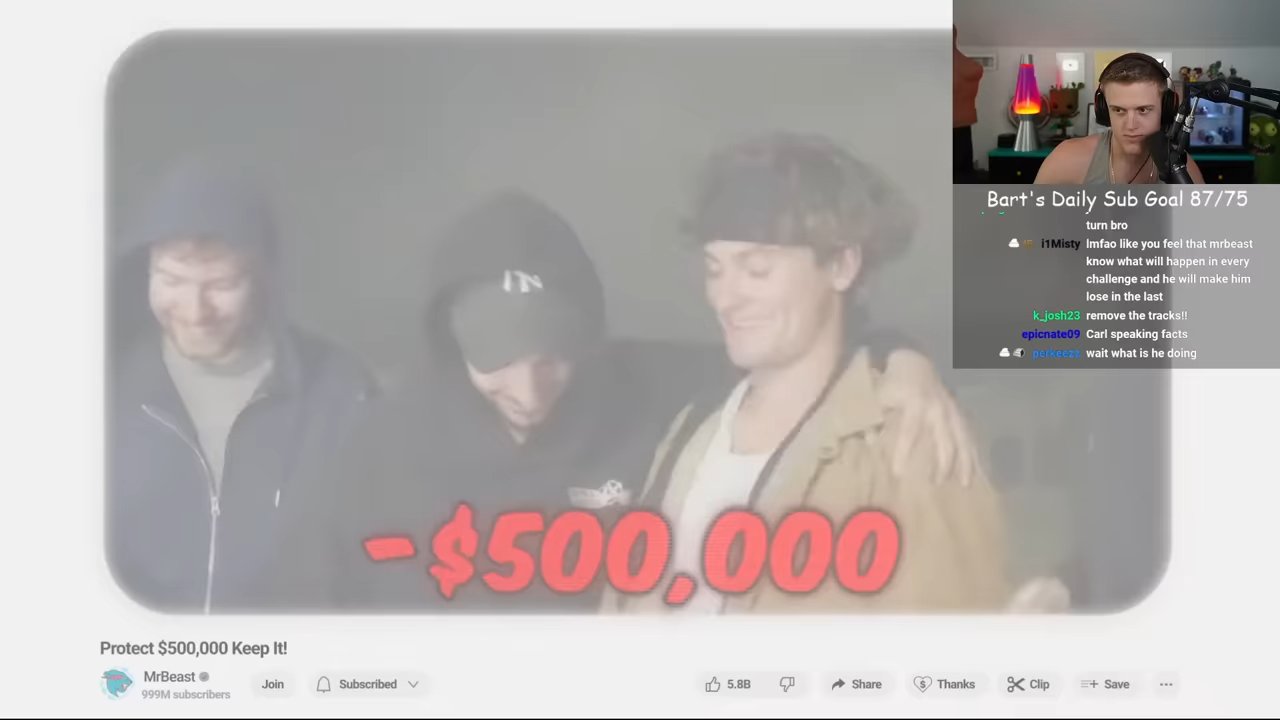 Bart's Daily Sub Goal 87/75
turn bro
i1Misty lmfao like you feel that mrbeast
know what will happen in every
challenge and he will make him
lose in the last
k_josh23 remove the tracks!!
epicnate09 Carl speaking facts
wait what is he doing
-$500,000
Protect $500,000 Keep It!
MrBeast
999M subscribers
Join
Subscribed
5.8B
Share
Thanks
Clip
Save